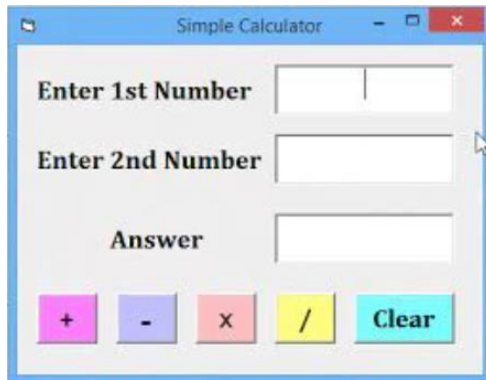 Simple Calculator
Enter 1st Number
Enter 2nd Number
Answer
+ - x / Clear